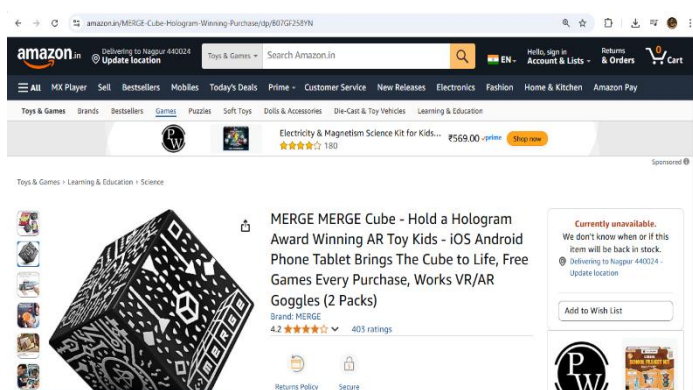 amazon.in/MERGE-Cube-Hologram-Winning-Purchase/dp/B07GF258YN
amazon.in
Delivering to Nagpur 440024
Update location
Toys & Games
Search Amazon.in
EN
Hello, sign in
Account & Lists
Returns
& Orders
0
Cart
All MX Player Sell Bestsellers Mobiles Today's Deals Prime Customer Service New Releases Electronics Fashion Home & Kitchen Amazon Pay
Toys & Games Brands Bestsellers Games Puzzles Soft Toys Dolls & Accessories Die-Cast & Toy Vehicles Learning & Education
PW
Electricity & Magnetism Science Kit for Kids...
180
₹569.00 prime
Shop now
Sponsored
Toys & Games › Learning & Education › Science
MERGE
MERGE MERGE Cube - Hold a Hologram
Award Winning AR Toy Kids - iOS Android
Phone Tablet Brings The Cube to Life, Free
Games Every Purchase, Works VR/AR
Goggles (2 Packs)
Brand: MERGE
4.2 403 ratings
Returns Policy
Secure
Currently unavailable.
We don't know when or if this
item will be back in stock.
Delivering to Nagpur 440024 -
Update location
Add to Wish List
PW